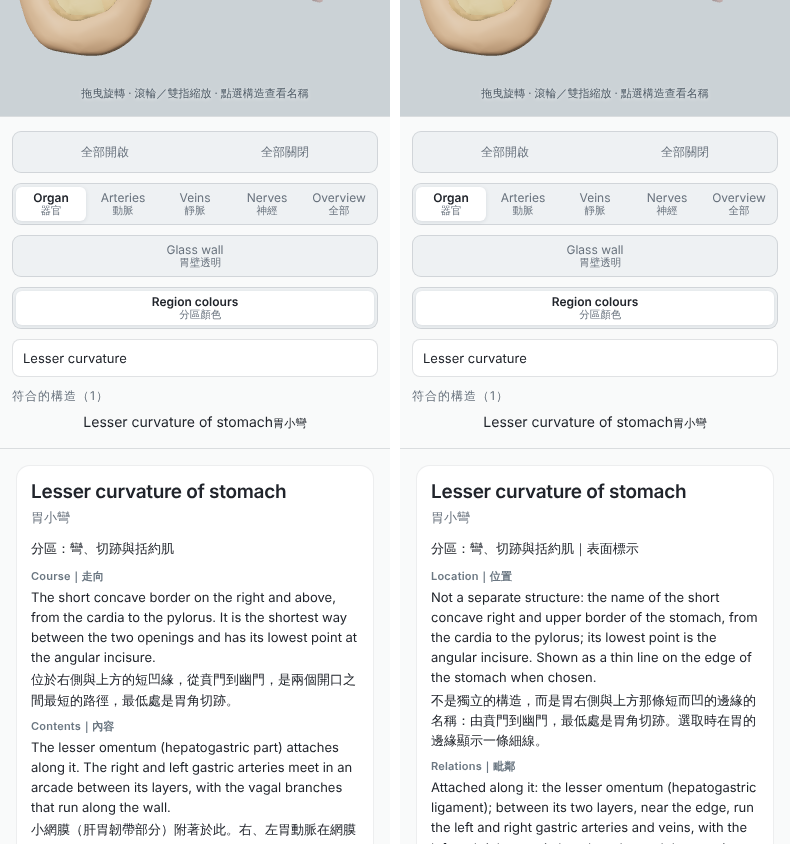 拖曳旋轉 · 滾輪／雙指縮放 · 點選構造查看名稱
全部開啟 全部關閉
Organ Arteries Veins Nerves Overview
器官 動脈 靜脈 神經 全部
Glass wall
胃壁透明
Region colours
分區顏色
Lesser curvature
符合的構造（1）
Lesser curvature of stomach胃小彎
Lesser curvature of stomach
胃小彎
分區：彎、切跡與括約肌
Course｜走向
The short concave border on the right and above,
from the cardia to the pylorus. It is the shortest way
between the two openings and has its lowest point at
the angular incisure.
位於右側與上方的短凹緣，從賁門到幽門，是兩個開口之
間最短的路徑，最低處是胃角切跡。
Contents｜內容
The lesser omentum (hepatogastric part) attaches
along it. The right and left gastric arteries meet in an
arcade between its layers, with the vagal branches
that run along the wall.
小網膜（肝胃韌帶部分）附著於此。右、左胃動脈在網膜
拖曳旋轉 · 滾輪／雙指縮放 · 點選構造查看名稱
全部開啟 全部關閉
Organ Arteries Veins Nerves Overview
器官 動脈 靜脈 神經 全部
Glass wall
胃壁透明
Region colours
分區顏色
Lesser curvature
符合的構造（1）
Lesser curvature of stomach胃小彎
Lesser curvature of stomach
胃小彎
分區：彎、切跡與括約肌｜表面標示
Location｜位置
Not a separate structure: the name of the short
concave right and upper border of the stomach, from
the cardia to the pylorus; its lowest point is the
angular incisure. Shown as a thin line on the edge of
the stomach when chosen.
不是獨立的構造，而是胃右側與上方那條短而凹的邊緣的
名稱：由賁門到幽門，最低處是胃角切跡。選取時在胃的
邊緣顯示一條細線。
Relations｜毗鄰
Attached along it: the lesser omentum (hepatogastric
ligament); between its two layers, near the edge, run
the left and right gastric arteries and veins, with the